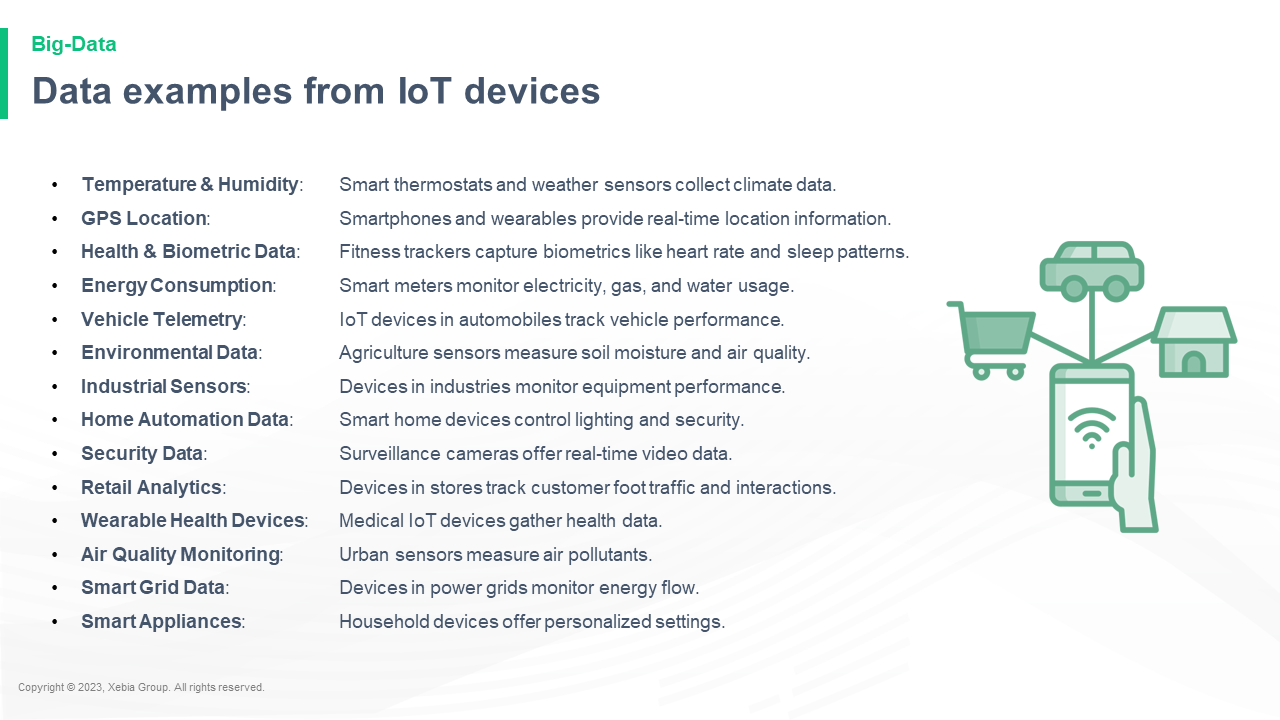 Big-Data
Data examples from IoT devices
• Temperature & Humidity: Smart thermostats and weather sensors collect climate data.
• GPS Location: Smartphones and wearables provide real-time location information.
• Health & Biometric Data: Fitness trackers capture biometrics like heart rate and sleep patterns.
• Energy Consumption: Smart meters monitor electricity, gas, and water usage.
• Vehicle Telemetry: IoT devices in automobiles track vehicle performance.
• Environmental Data: Agriculture sensors measure soil moisture and air quality.
• Industrial Sensors: Devices in industries monitor equipment performance.
• Home Automation Data: Smart home devices control lighting and security.
• Security Data: Surveillance cameras offer real-time video data.
• Retail Analytics: Devices in stores track customer foot traffic and interactions.
• Wearable Health Devices: Medical IoT devices gather health data.
• Air Quality Monitoring: Urban sensors measure air pollutants.
• Smart Grid Data: Devices in power grids monitor energy flow.
• Smart Appliances: Household devices offer personalized settings.
Copyright © 2023, Xebia Group. All rights reserved.